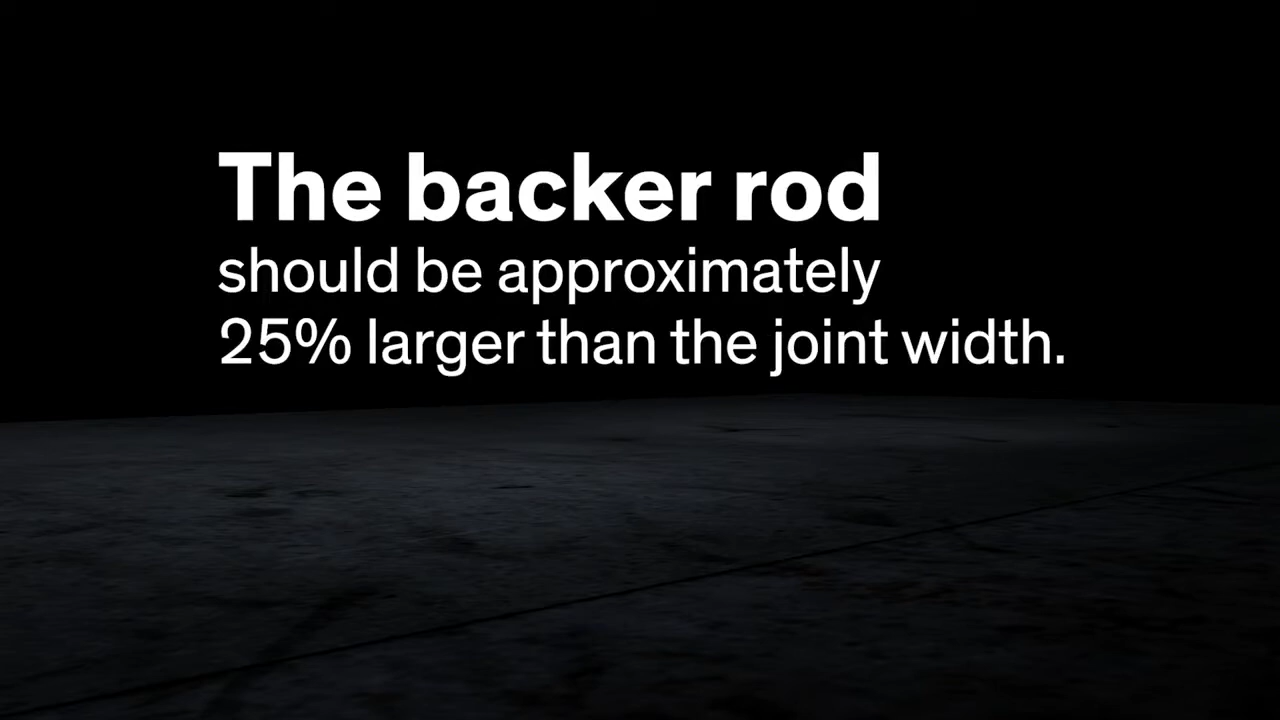 The backer rod
should be approximately
25% larger than the joint width.